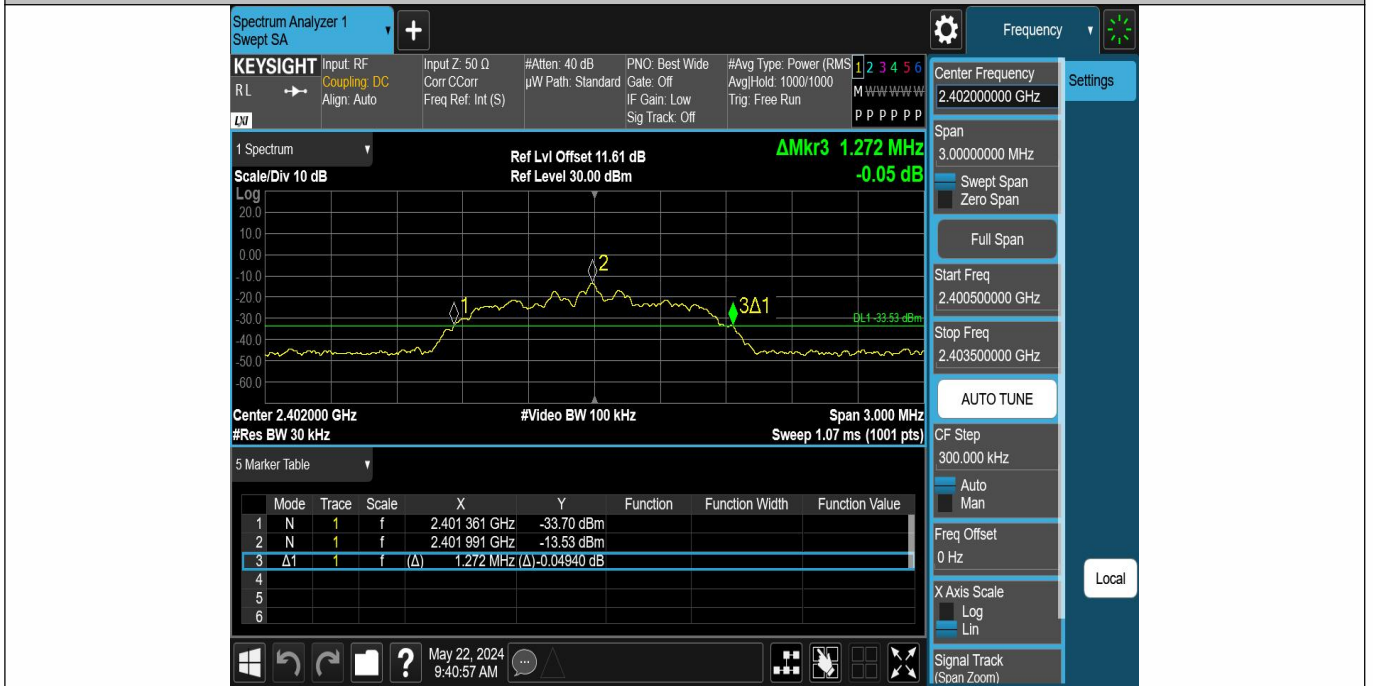 Spectrum Analyzer 1
Swept SA
+
Frequency
KEYSIGHT
RL
LXI
Input: RF
Coupling: DC
Align: Auto
Input Z: 50 Ω
Corr CCorr
Freq Ref: Int (S)
#Atten: 40 dB
µW Path: Standard
PNO: Best Wide
Gate: Off
IF Gain: Low
Sig Track: Off
#Avg Type: Power (RMS
Avg|Hold: 1000/1000
Trig: Free Run
1 2 3 4 5 6
M W W W W W
P P P P P P
1 Spectrum
Scale/Div 10 dB
Ref Lvl Offset 11.61 dB
Ref Level 30.00 dBm
ΔMkr3 1.272 MHz
-0.05 dB
Log
20.0
10.0
0.00
-10.0
-20.0
-30.0
-40.0
-50.0
-60.0
1
2
3Δ1
DL1 -33.53 dBm
Center 2.402000 GHz
#Video BW 100 kHz
Span 3.000 MHz
#Res BW 30 kHz
Sweep 1.07 ms (1001 pts)
5 Marker Table
Mode Trace Scale X Y Function Function Width Function Value
1 N 1 f 2.401 361 GHz -33.70 dBm
2 N 1 f 2.401 991 GHz -13.53 dBm
3 Δ1 1 f (Δ) 1.272 MHz (Δ) -0.04940 dB
4
5
6
?
May 22, 2024
9:40:57 AM
Center Frequency
2.402000000 GHz
Settings
Span
3.00000000 MHz
Swept Span
Zero Span
Full Span
Start Freq
2.400500000 GHz
Stop Freq
2.403500000 GHz
AUTO TUNE
CF Step
300.000 kHz
Auto
Man
Freq Offset
0 Hz
X Axis Scale
Log
Lin
Local
Signal Track
(Span Zoom)